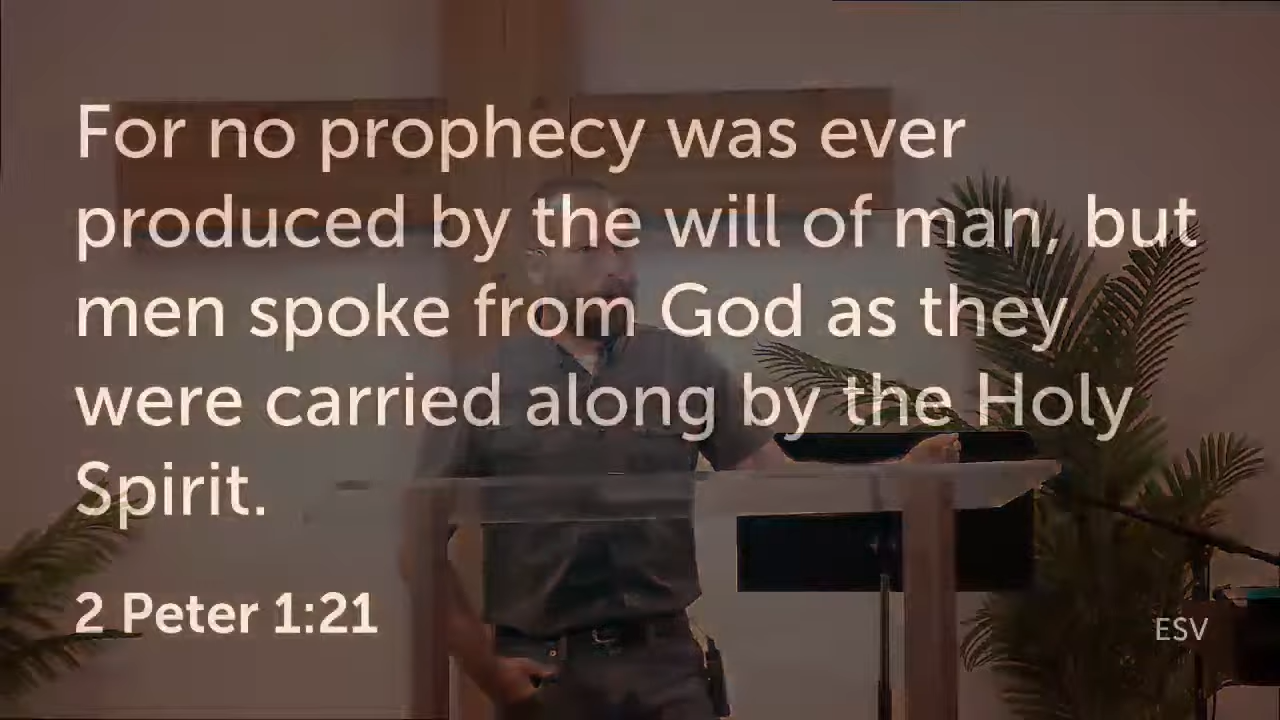 For no prophecy was ever
produced by the will of man, but
men spoke from God as they
were carried along by the Holy
Spirit.
2 Peter 1:21
ESV